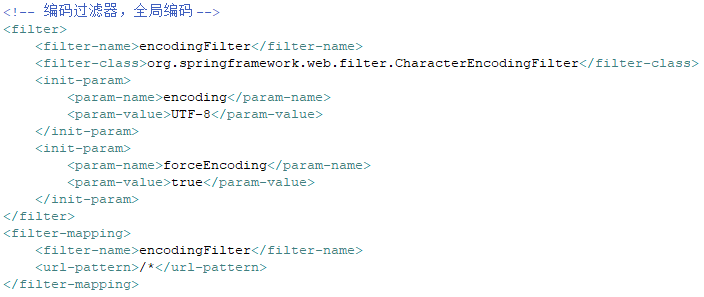 <!-- 编码过滤器，全局编码 -->
<filter>
    <filter-name>encodingFilter</filter-name>
    <filter-class>org.springframework.web.filter.CharacterEncodingFilter</filter-class>
    <init-param>
        <param-name>encoding</param-name>
        <param-value>UTF-8</param-value>
    </init-param>
    <init-param>
        <param-name>forceEncoding</param-name>
        <param-value>true</param-value>
    </init-param>
</filter>
<filter-mapping>
    <filter-name>encodingFilter</filter-name>
    <url-pattern>/*</url-pattern>
</filter-mapping>